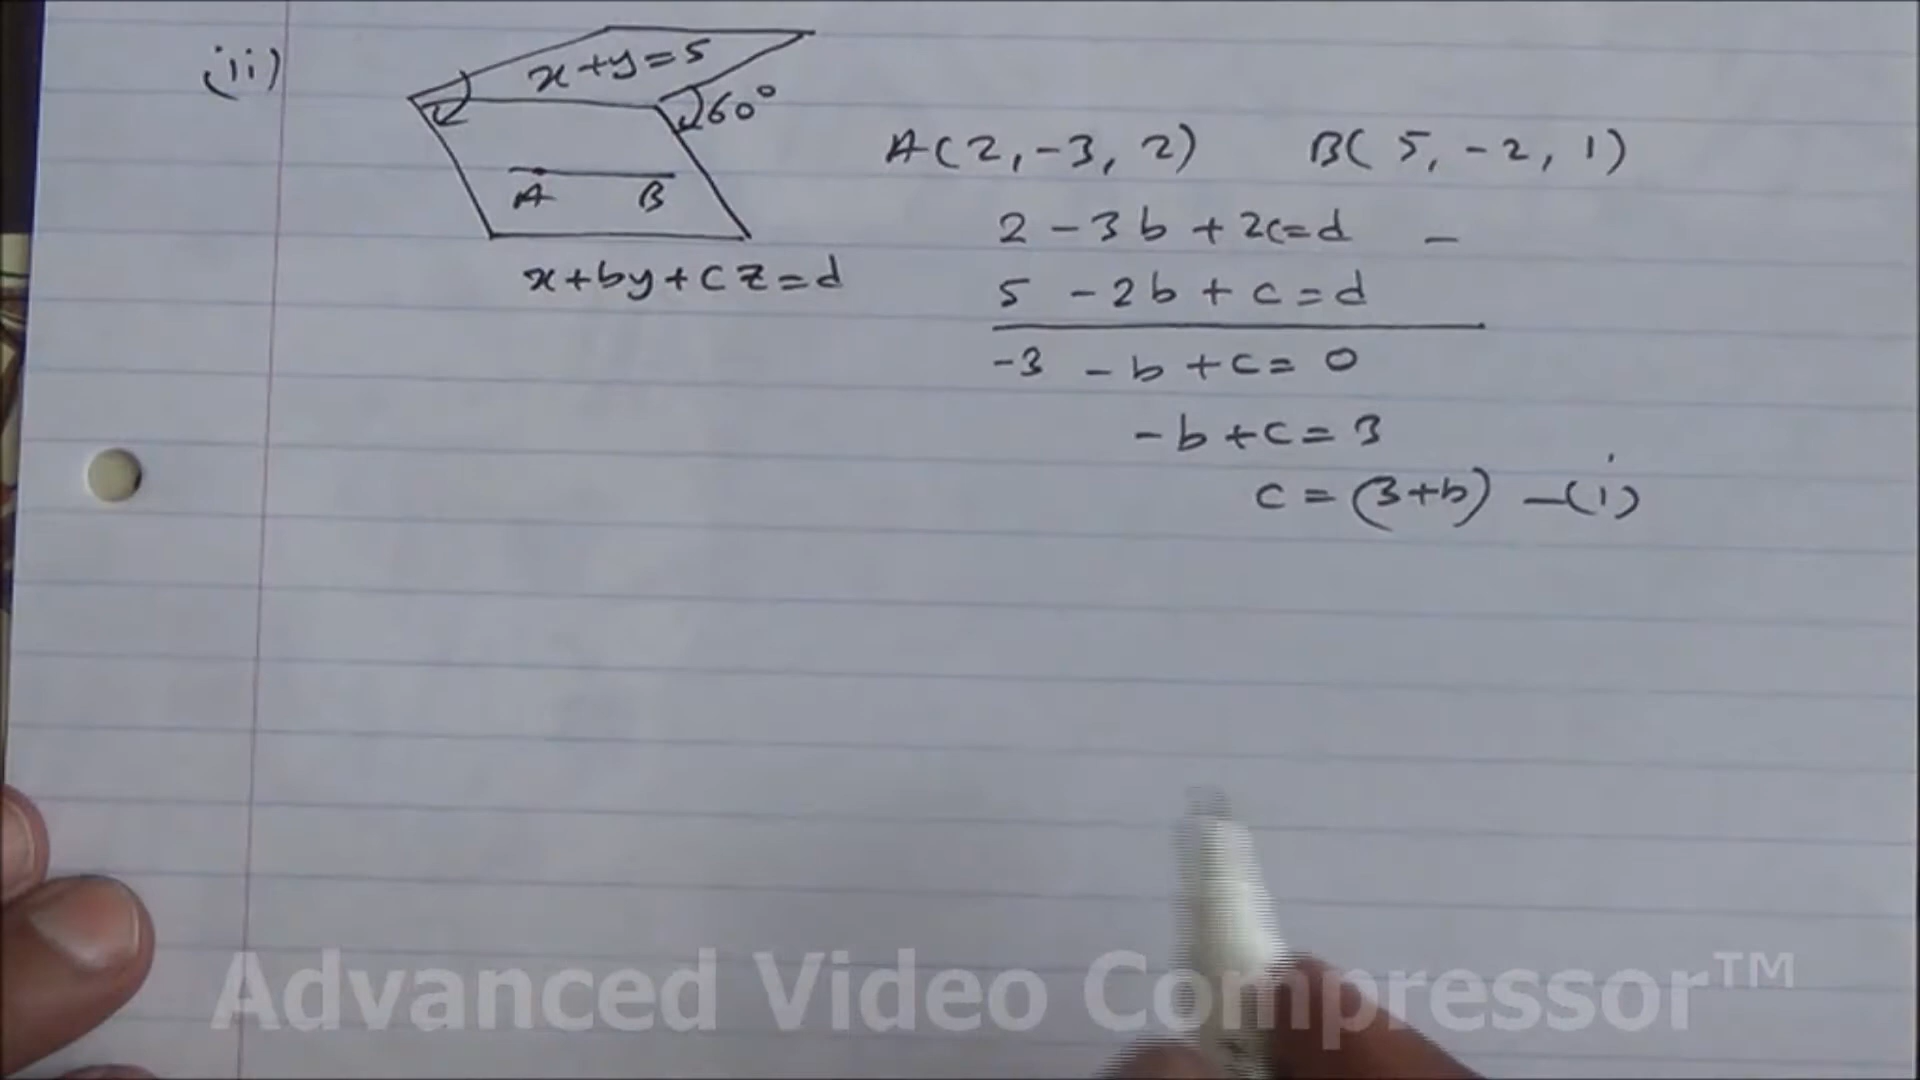 (ii)
x+y=5
60°
A B
x+by+cz=d
A(2,-3, 2) B( 5, -2, 1)
2 -3b +2c=d -
5 -2b + c =d
-3 -b +c= 0
-b +c= 3
c = (3+b) -(i)
Advanced Video Compressor™